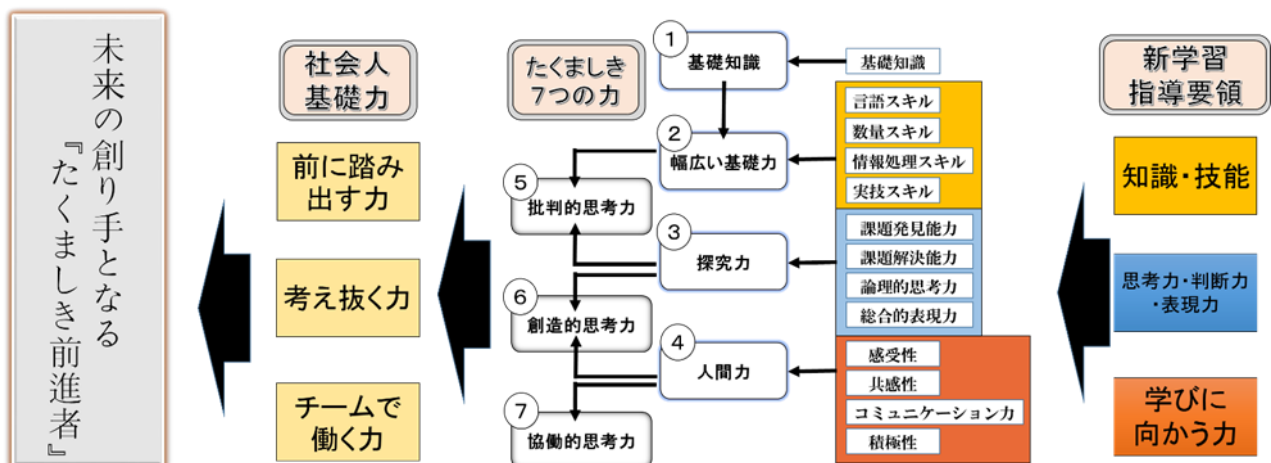 未来の創り手となる
『たくましき前進者』
社会人
基礎力
前に踏み
出す力
考え抜く力
チームで
働く力
たくましき
7つの力
① 基礎知識
② 幅広い基礎力
⑤ 批判的思考力
③ 探究力
⑥ 創造的思考力
④ 人間力
⑦ 協働的思考力
基礎知識
言語スキル
数量スキル
情報処理スキル
実技スキル
課題発見能力
課題解決能力
論理的思考力
総合的表現力
感受性
共感性
コミュニケーション力
積極性
新学習
指導要領
知識・技能
思考力・判断力
・表現力
学びに
向かう力